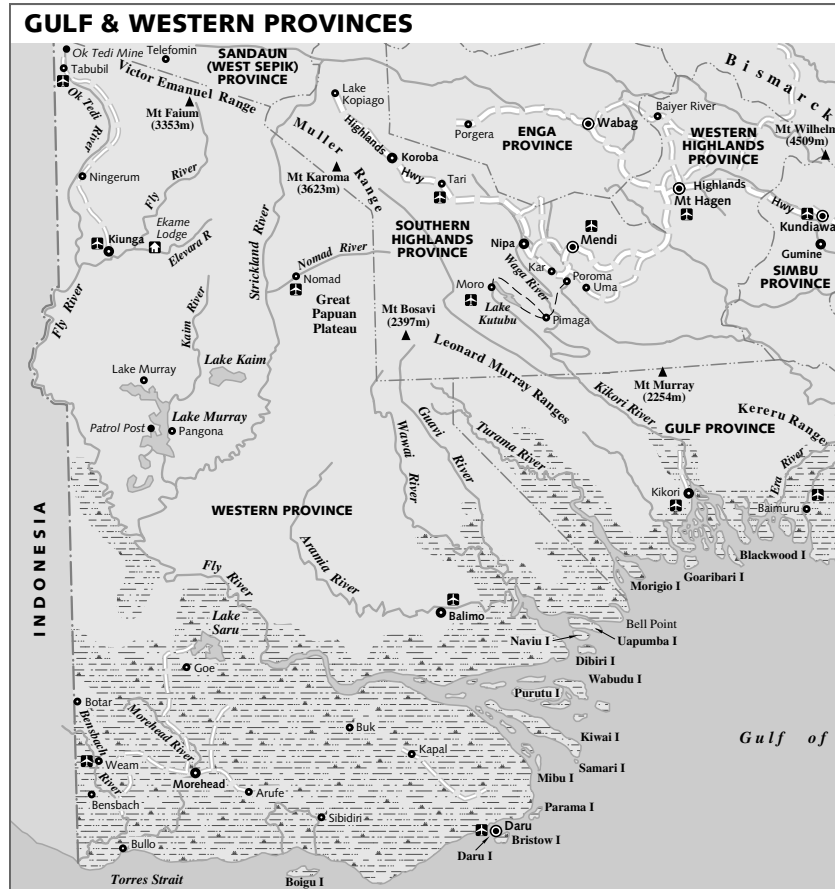 GULF & WESTERN PROVINCES
Ok Tedi Mine
Telefomin
Tabubil
SANDAUN
(WEST SEPIK)
PROVINCE
Victor Emanuel Range
Mt Faium
(3353m)
Ok Tedi River
Ningerum
Fly River
Ekame
Lodge
Kiunga
Elevara R
Fly River
Lake
Kopiago
Highlands
Hwy
Muller Range
Koroba
Mt Karoma
(3623m)
Tari
Porgera
ENGA
PROVINCE
Wabag
Baiyer River
Bismarck
WESTERN
HIGHLANDS
PROVINCE
Mt Wilhelm
(4509m)
Highlands
Hwy
Mt Hagen
Kundiawa
Gumine
SIMBU
PROVINCE
SOUTHERN
HIGHLANDS
PROVINCE
Nipa
Mendi
Kar
Poroma
Uma
Waga River
Moro
Lake
Kutubu
Pimaga
Strickland River
Nomad River
Nomad
Great
Papuan
Plateau
Mt Bosavi
(2397m)
Kaim River
Lake Murray
Lake Kaim
Lake Murray
Patrol Post
Pangona
Leonard Murray Ranges
Mt Murray
(2254m)
Kikori River
Kereru Range
GULF PROVINCE
Wawai River
Guavi River
Turama River
Era River
Kikori
Baimuru
Blackwood I
Goaribari I
Morigio I
INDONESIA
WESTERN PROVINCE
Aramia River
Fly River
Balimo
Bell Point
Naviu I
Uapumba I
Dibiri I
Wabudu I
Purutu I
Lake
Saru
Goe
Botar
Bensbach River
Morehead River
Weam
Morehead
Bensbach
Arufe
Buk
Kapal
Kiwai I
Samari I
Mibu I
Parama I
Gulf of
Sibidiri
Bullo
Daru
Bristow I
Daru I
Torres Strait
Boigu I